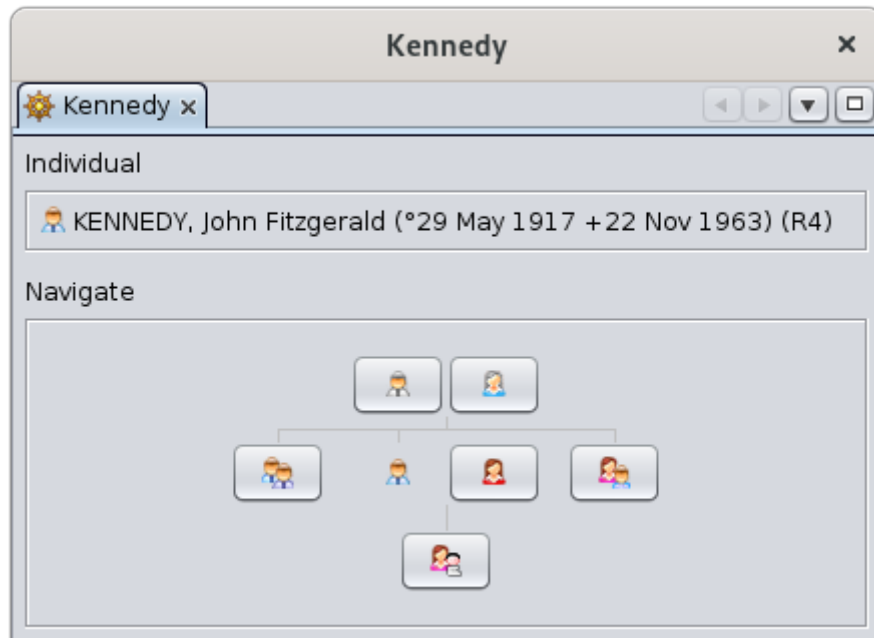 Kennedy
Kennedy
Individual
KENNEDY, John Fitzgerald (°29 May 1917 +22 Nov 1963) (R4)
Navigate